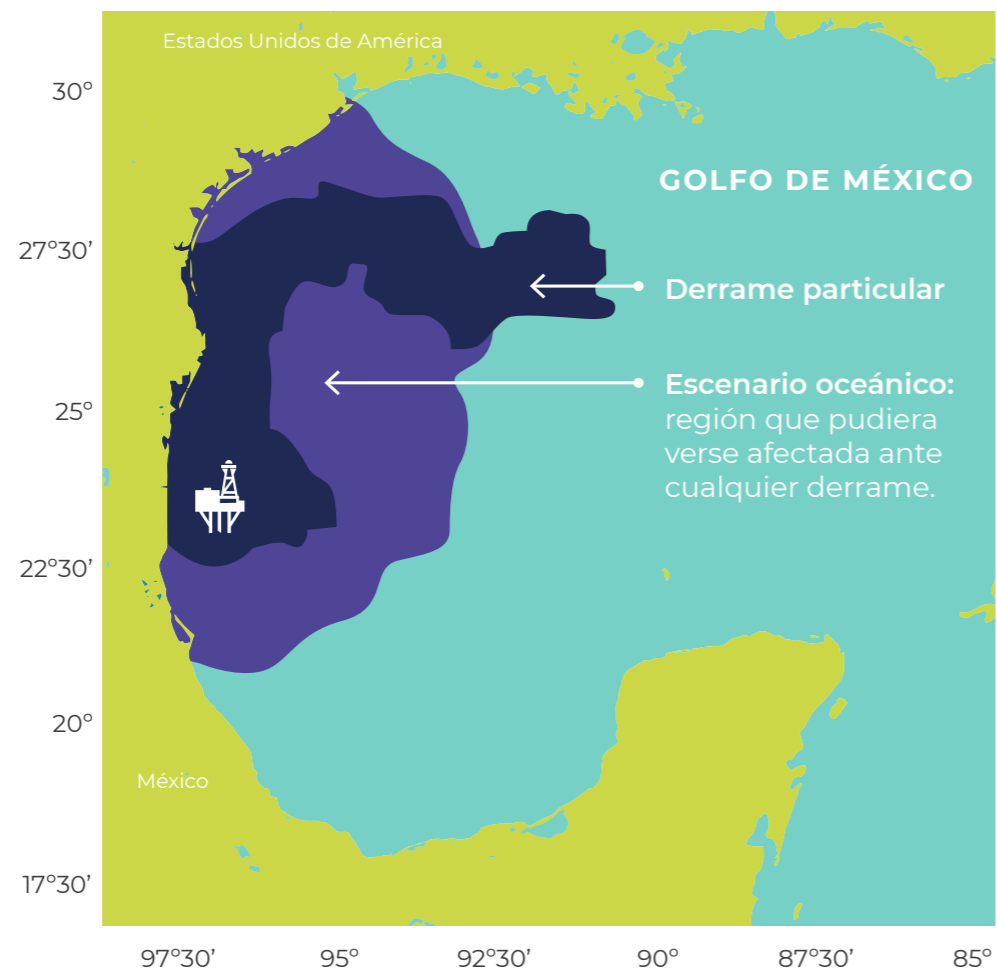 Estados Unidos de América
30°
GOLFO DE MÉXICO
27°30’
Derrame particular
Escenario oceánico:
región que pudiera
verse afectada ante
cualquier derrame.
25°
22°30’
20°
México
17°30’
97°30’ 95° 92°30’ 90° 87°30’ 85°